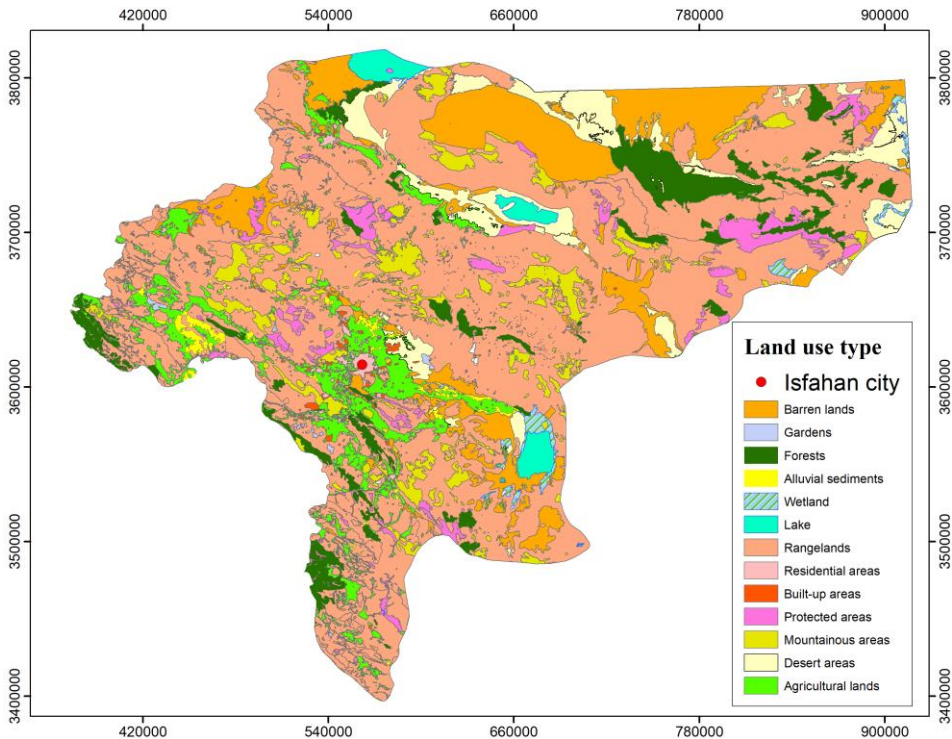 420000 540000 660000 780000 900000
3800000 3800000
3700000 3700000
3600000 3600000
3500000 3500000
3400000 3400000
Land use type
Isfahan city
Barren lands
Gardens
Forests
Alluvial sediments
Wetland
Lake
Rangelands
Residential areas
Built-up areas
Protected areas
Mountainous areas
Desert areas
Agricultural lands
420000 540000 660000 780000 900000